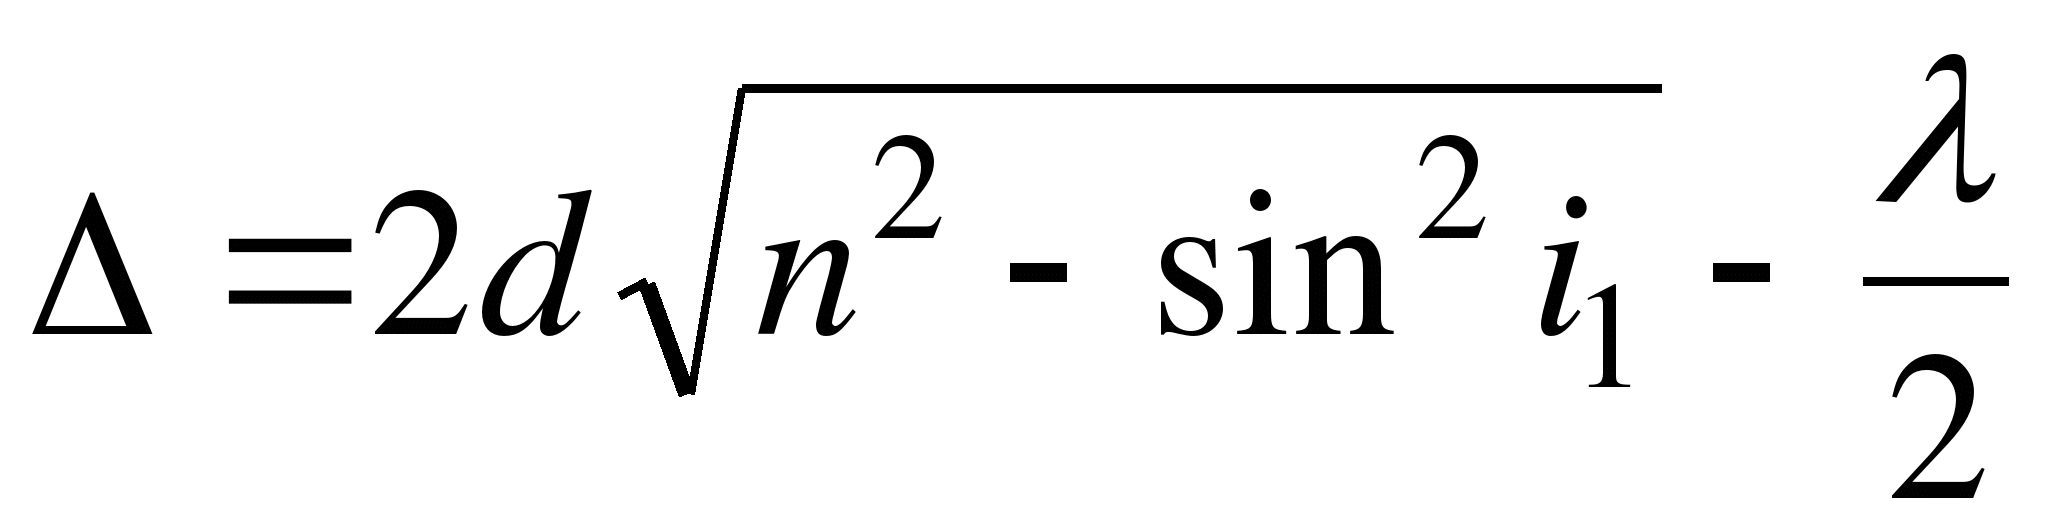 Δ = 2d√(n² - sin² i₁) - λ/2